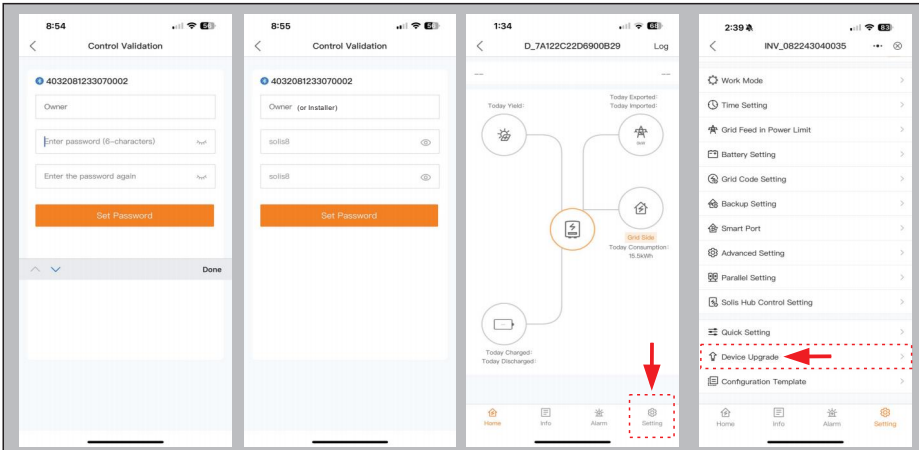 8:54
Control Validation
4032081233070002
Owner
Enter password (6-characters)
Enter the password again
Set Password
Done
8:55
Control Validation
4032081233070002
Owner (or Installer)
solis8
solis8
Set Password
1:34
D_7A122C22D6900B29 Log
-- --
Today Yield:
Today Exported:
Today Imported:
Grid Side
Today Consumption:
15.5kWh
Today Charged:
Today Discharged:
Home Info Alarm Setting
2:39
INV_082243040035
Work Mode
Time Setting
Grid Feed in Power Limit
Battery Setting
Grid Code Setting
Backup Setting
Smart Port
Advanced Setting
Parallel Setting
Solis Hub Control Setting
Quick Setting
Device Upgrade
Configuration Template
Home Info Alarm Setting